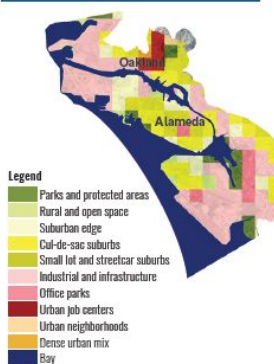 Oakland
Alameda
Legend
Parks and protected areas
Rural and open space
Suburban edge
Cul-de-sac suburbs
Small lot and streetcar suburbs
Industrial and infrastructure
Office parks
Urban job centers
Urban neighborhoods
Dense urban mix
Bay